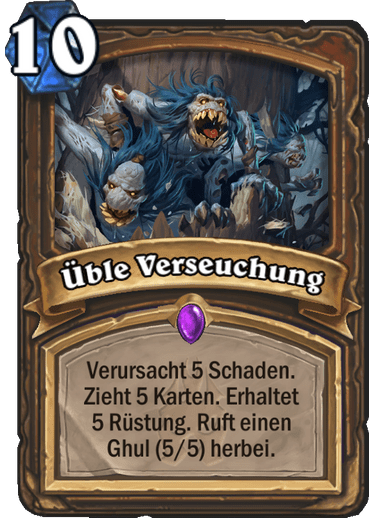 10
Üble Verseuchung
Verursacht 5 Schaden.
Zieht 5 Karten. Erhaltet
5 Rüstung. Ruft einen
Ghul (5/5) herbei.